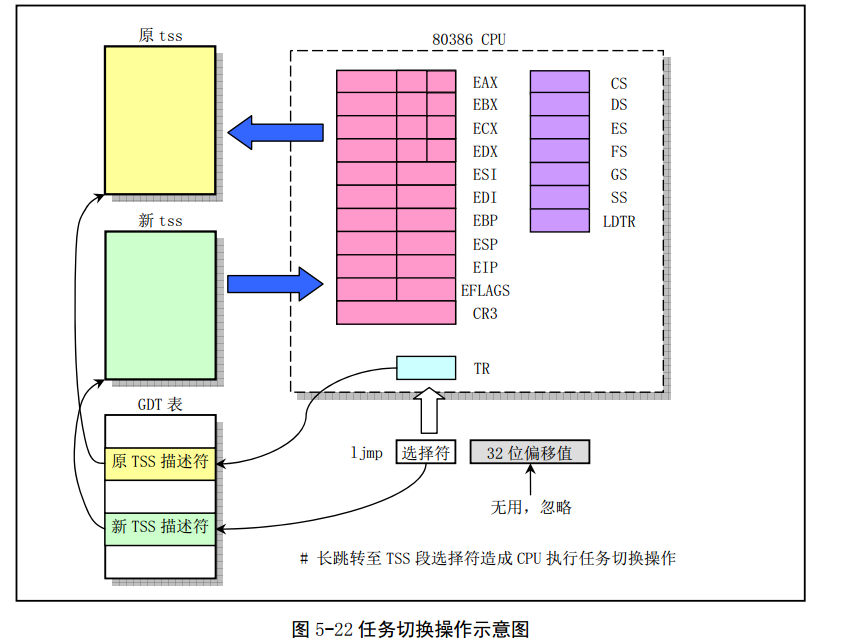 原 tss
80386 CPU
EAX
EBX
ECX
EDX
ESI
EDI
EBP
ESP
EIP
EFLAGS
CR3
CS
DS
ES
FS
GS
SS
LDTR
新 tss
TR
GDT 表
原 TSS 描述符
新 TSS 描述符
ljmp 选择符 32 位偏移值
无用，忽略
# 长跳转至 TSS 段选择符造成 CPU 执行任务切换操作
图 5-22 任务切换操作示意图